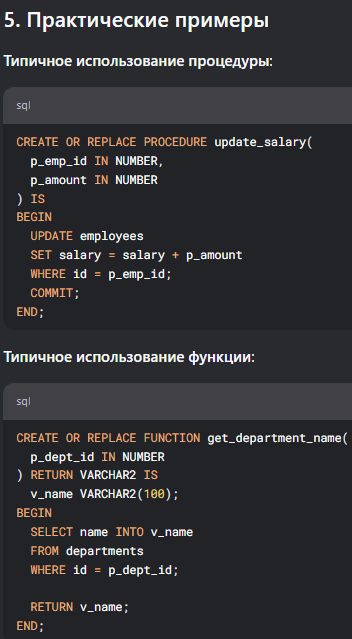 5. Практические примеры
Типичное использование процедуры:
sql
CREATE OR REPLACE PROCEDURE update_salary(
  p_emp_id IN NUMBER,
  p_amount IN NUMBER
) IS
BEGIN
  UPDATE employees
  SET salary = salary + p_amount
  WHERE id = p_emp_id;
  COMMIT;
END;
Типичное использование функции:
sql
CREATE OR REPLACE FUNCTION get_department_name(
  p_dept_id IN NUMBER
) RETURN VARCHAR2 IS
  v_name VARCHAR2(100);
BEGIN
  SELECT name INTO v_name
  FROM departments
  WHERE id = p_dept_id;
  RETURN v_name;
END;